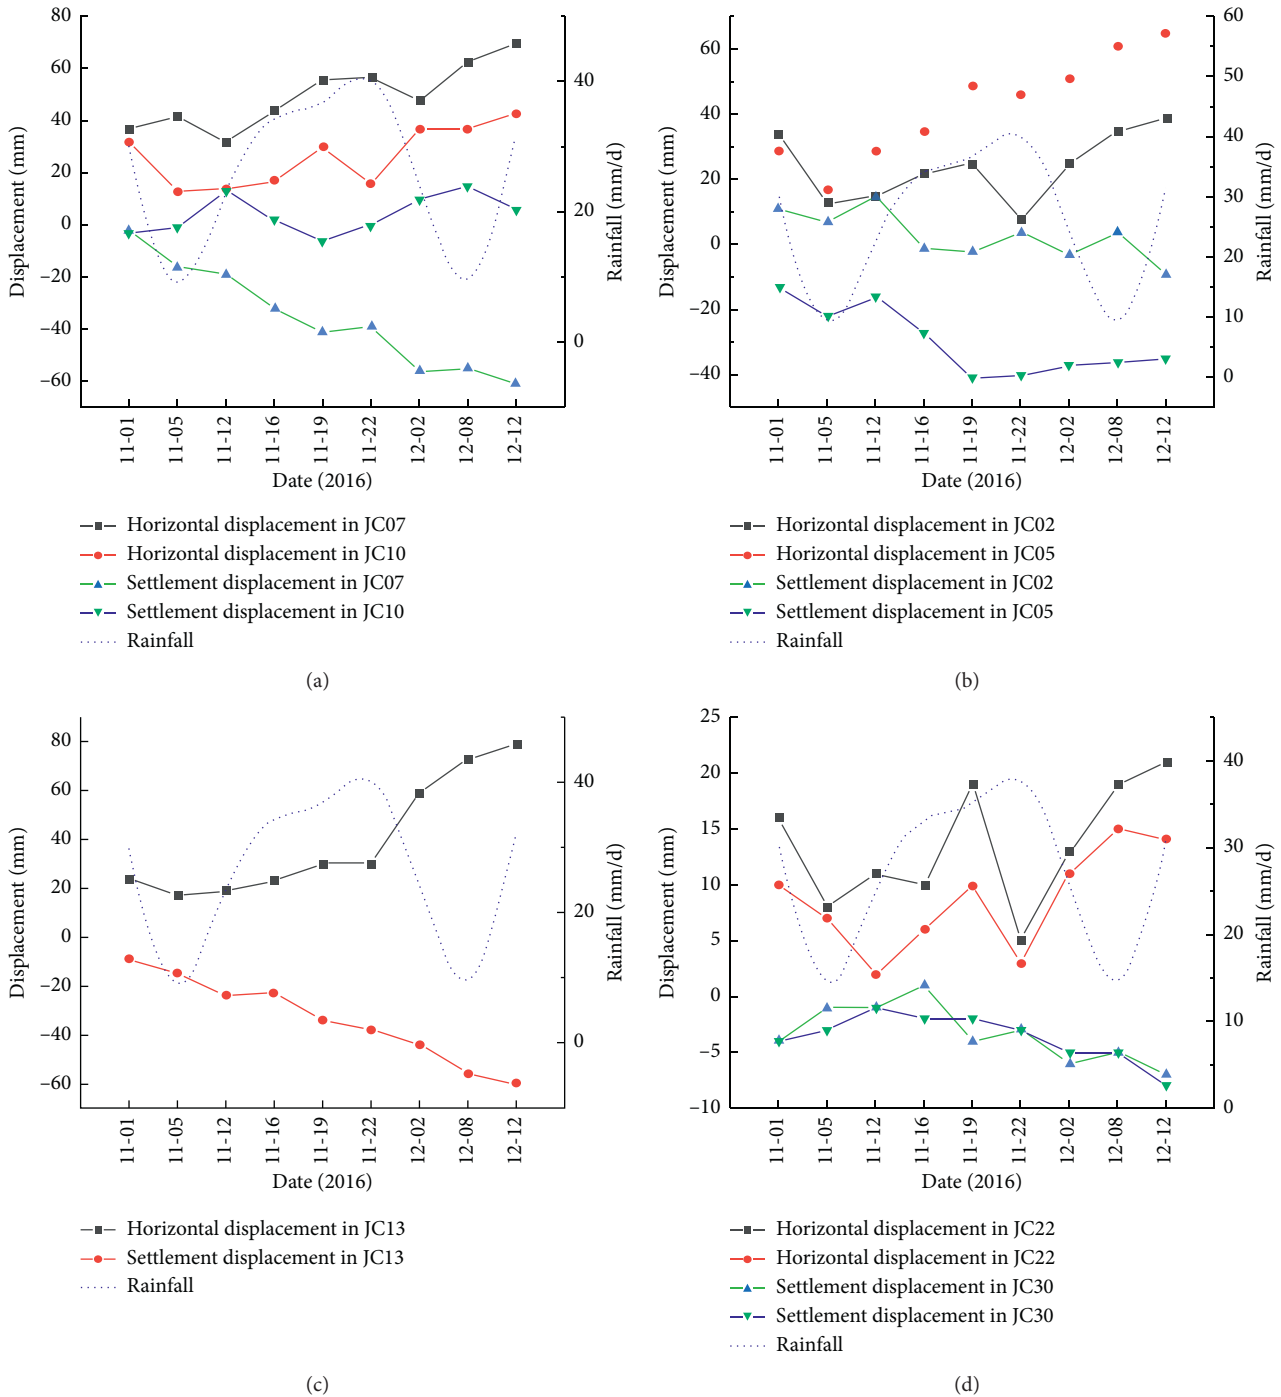 80
60
40
20
0
–20
–40
–60
Displacement (mm)
40
20
0
Rainfall (mm/d)
11-01
11-05
11-12
11-16
11-19
11-22
12-02
12-08
12-12
Date (2016)
Horizontal displacement in JC07
Horizontal displacement in JC10
Settlement displacement in JC07
Settlement displacement in JC10
Rainfall
(a)
60
40
20
0
–20
–40
Displacement (mm)
60
50
40
30
20
10
0
Rainfall (mm/d)
11-01
11-05
11-12
11-16
11-19
11-22
12-02
12-08
12-12
Date (2016)
Horizontal displacement in JC02
Horizontal displacement in JC05
Settlement displacement in JC02
Settlement displacement in JC05
Rainfall
(b)
80
60
40
20
0
–20
–40
–60
Displacement (mm)
40
20
0
Rainfall (mm/d)
11-01
11-05
11-12
11-16
11-19
11-22
12-02
12-08
12-12
Date (2016)
Horizontal displacement in JC13
Settlement displacement in JC13
Rainfall
(c)
25
20
15
10
5
0
–5
–10
Displacement (mm)
40
30
20
10
0
Rainfall (mm/d)
11-01
11-05
11-12
11-16
11-19
11-22
12-02
12-08
12-12
Date (2016)
Horizontal displacement in JC22
Horizontal displacement in JC22
Settlement displacement in JC30
Settlement displacement in JC30
Rainfall
(d)